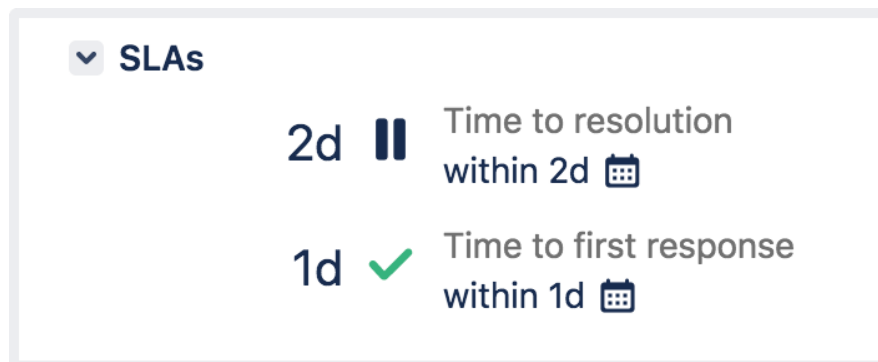 SLAs
2d
Time to resolution
within 2d
1d
Time to first response
within 1d